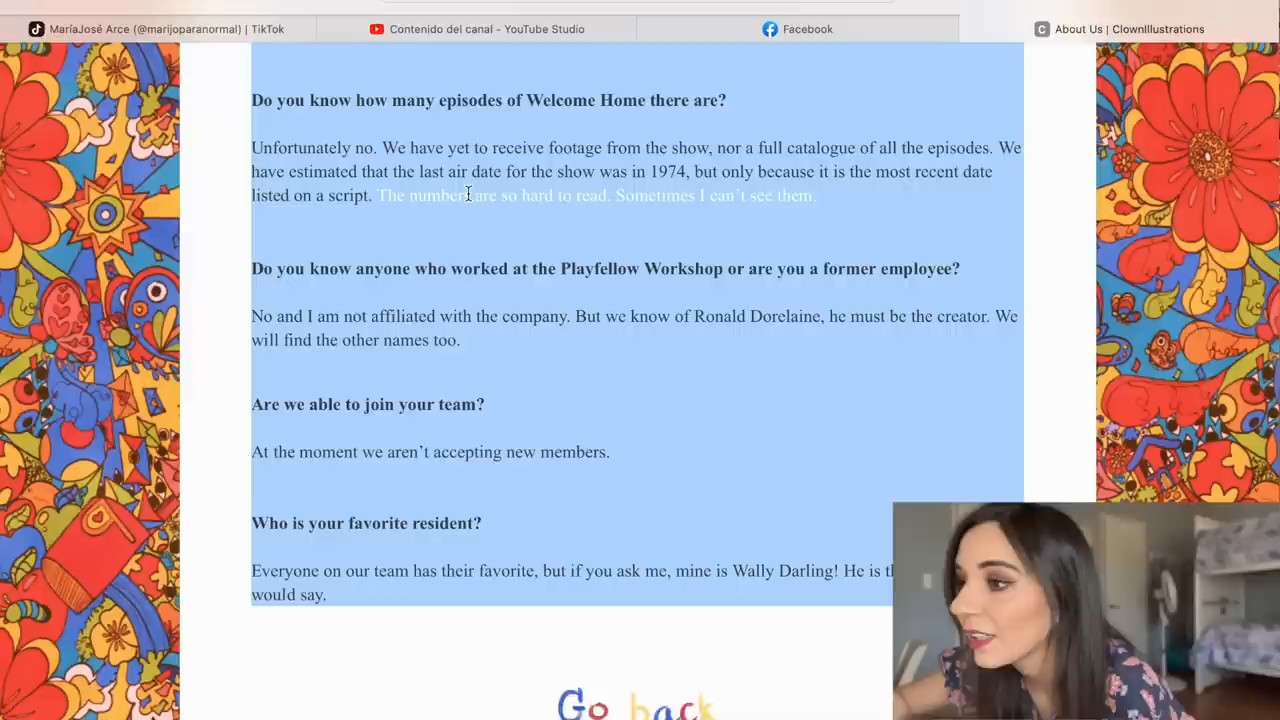 MaríaJosé Arce (@marijoparanormal) | TikTok
Contenido del canal - YouTube Studio
Facebook
C About Us | ClownIllustrations
Do you know how many episodes of Welcome Home there are?
Unfortunately no. We have yet to receive footage from the show, nor a full catalogue of all the episodes. We
have estimated that the last air date for the show was in 1974, but only because it is the most recent date
listed on a script. The numbers are so hard to read. Sometimes I can't see them.
Do you know anyone who worked at the Playfellow Workshop or are you a former employee?
No and I am not affiliated with the company. But we know of Ronald Dorelaine, he must be the creator. We
will find the other names too.
Are we able to join your team?
At the moment we aren't accepting new members.
Who is your favorite resident?
Everyone on our team has their favorite, but if you ask me, mine is Wally Darling! He is
would say.
Go back